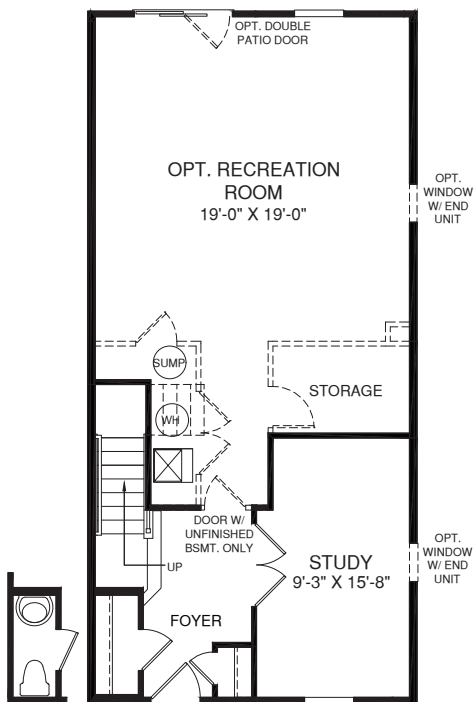 OPT. DOUBLE
PATIO DOOR
OPT. RECREATION
ROOM
19'-0" X 19'-0"
OPT.
WINDOW
W/ END
UNIT
SUMP
STORAGE
WH
DOOR W/
UNFINISHED
BSMT. ONLY
UP
STUDY
9'-3" X 15'-8"
OPT.
WINDOW
W/ END
UNIT
FOYER